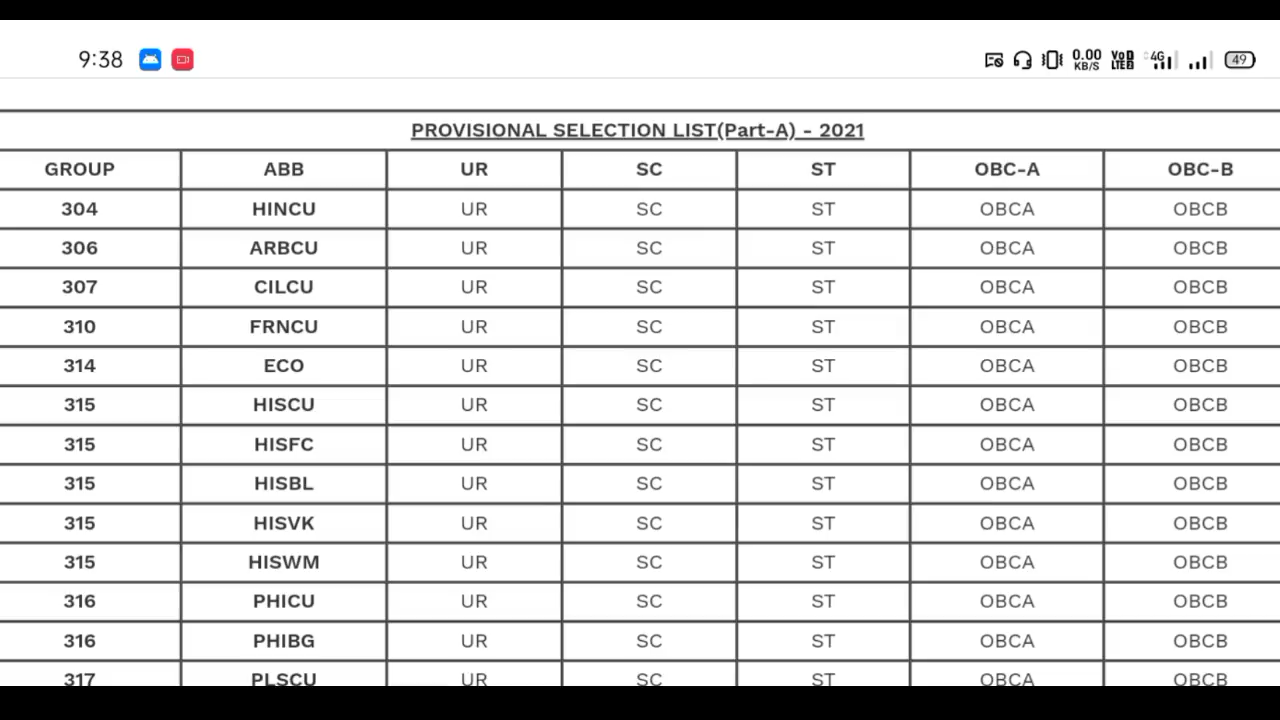 9:38 0.00 KB/S VoD LTE2 4G 49
PROVISIONAL SELECTION LIST(Part-A) - 2021
GROUP ABB UR SC ST OBC-A OBC-B
304 HINCU UR SC ST OBCA OBCB
306 ARBCU UR SC ST OBCA OBCB
307 CILCU UR SC ST OBCA OBCB
310 FRNCU UR SC ST OBCA OBCB
314 ECO UR SC ST OBCA OBCB
315 HISCU UR SC ST OBCA OBCB
315 HISFC UR SC ST OBCA OBCB
315 HISBL UR SC ST OBCA OBCB
315 HISVK UR SC ST OBCA OBCB
315 HISWM UR SC ST OBCA OBCB
316 PHICU UR SC ST OBCA OBCB
316 PHIBG UR SC ST OBCA OBCB
317 PLSCU UR SC ST OBCA OBCB